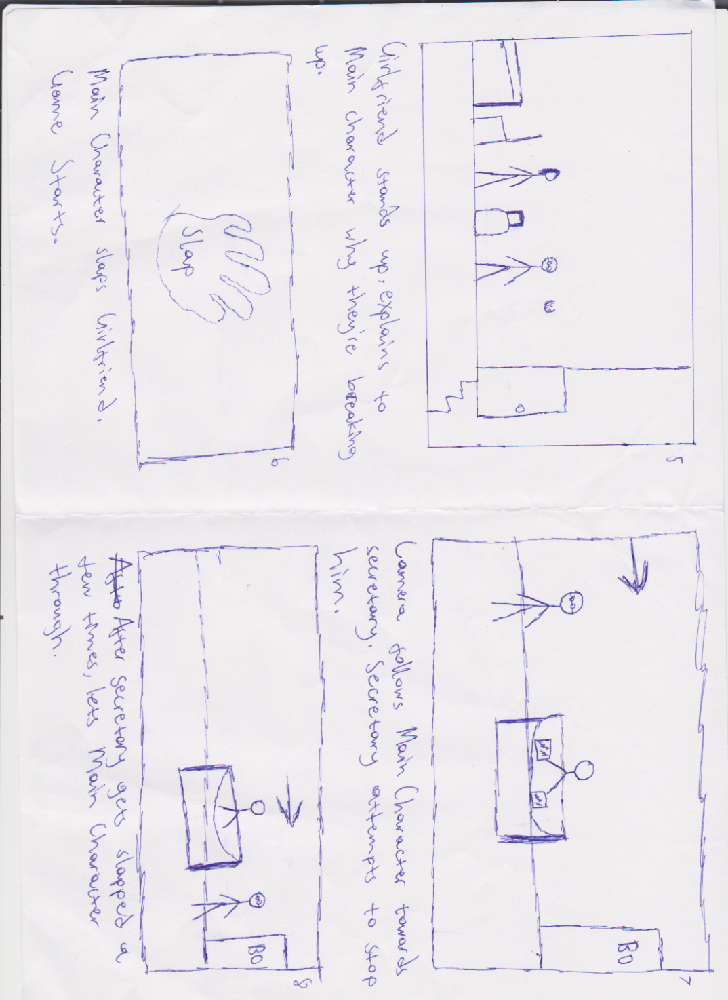 5
Girlfriend stands up, explains to
Main character why they're breaking
up.
6
Slap
Main Character slaps Girlfriend.
Game Starts.
7
BO
Camera follows Main Character towards
secretary. Secretary attempts to stop
him.
8
BO
After secretary gets slapped a
few times, lets Main Character
through.